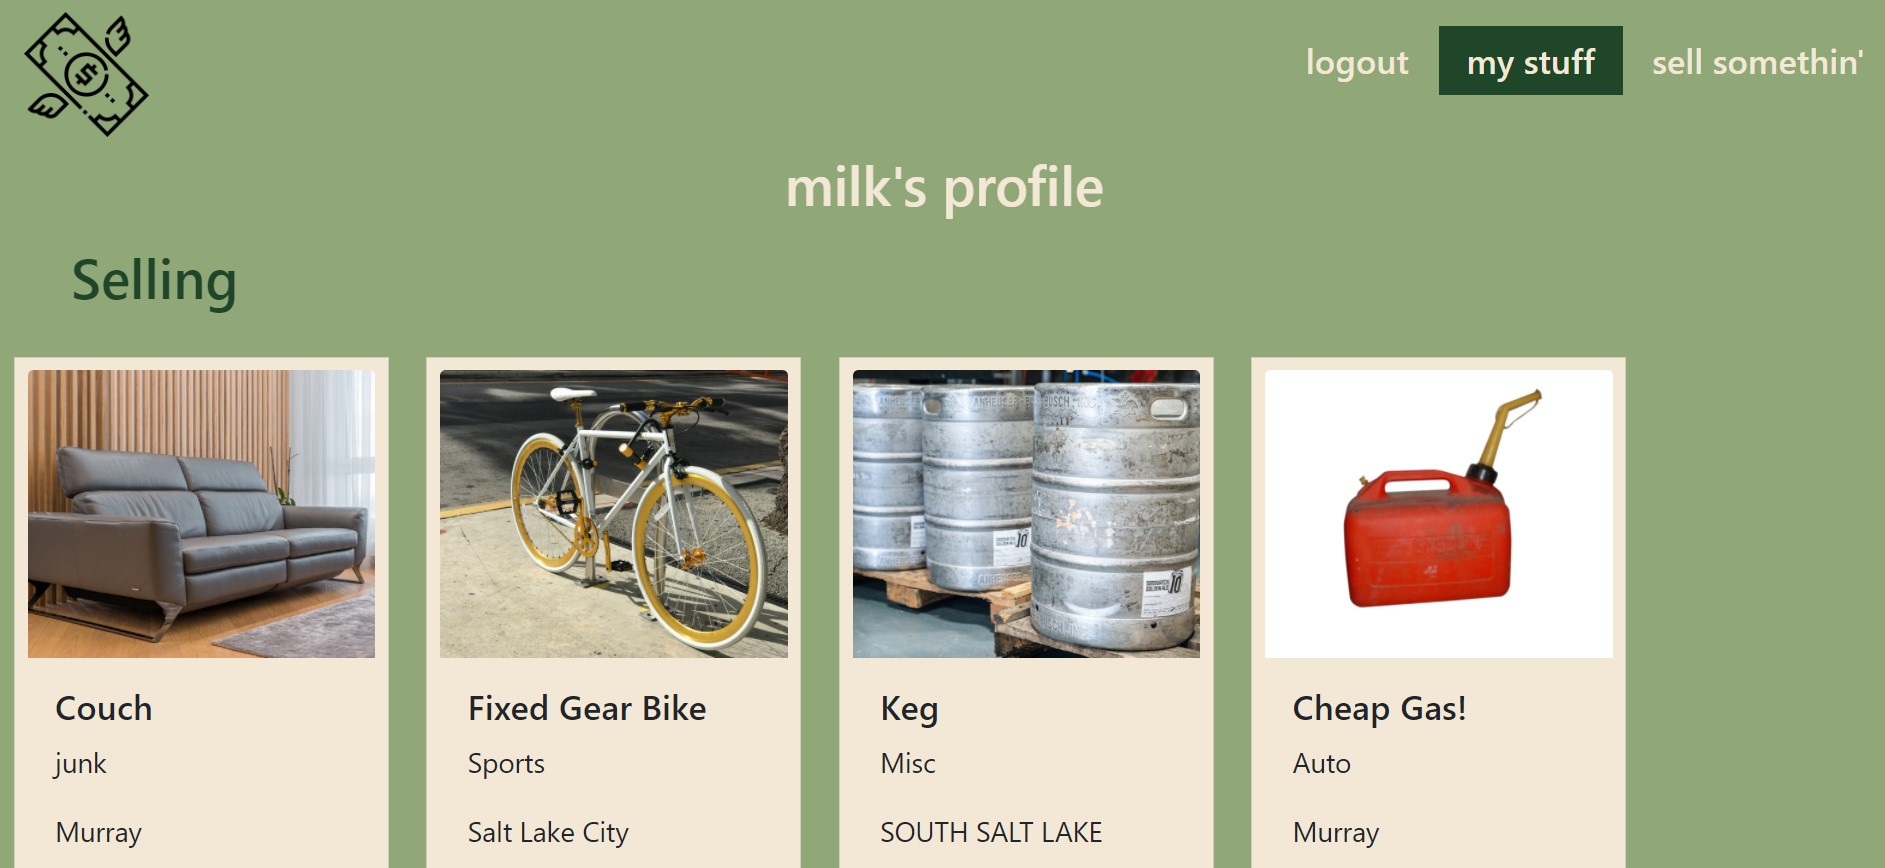 $
logout
my stuff
sell somethin'
milk's profile
Selling
Couch
junk
Murray
Fixed Gear Bike
Sports
Salt Lake City
Keg
Misc
SOUTH SALT LAKE
Cheap Gas!
Auto
Murray